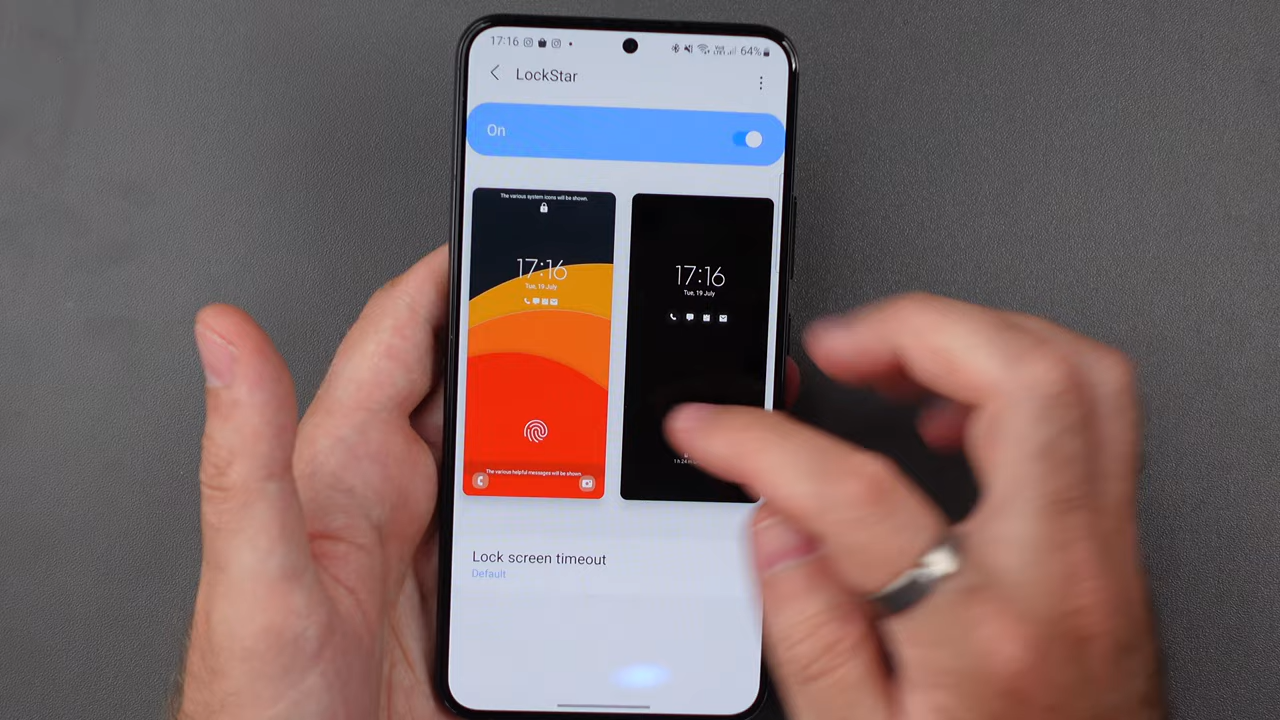 17:16
64%
LockStar
On
The various system icons will be shown.
17:16
Tue, 19 July
The various helpful messages will be shown.
17:16
Tue, 19 July
Lock screen timeout
Default